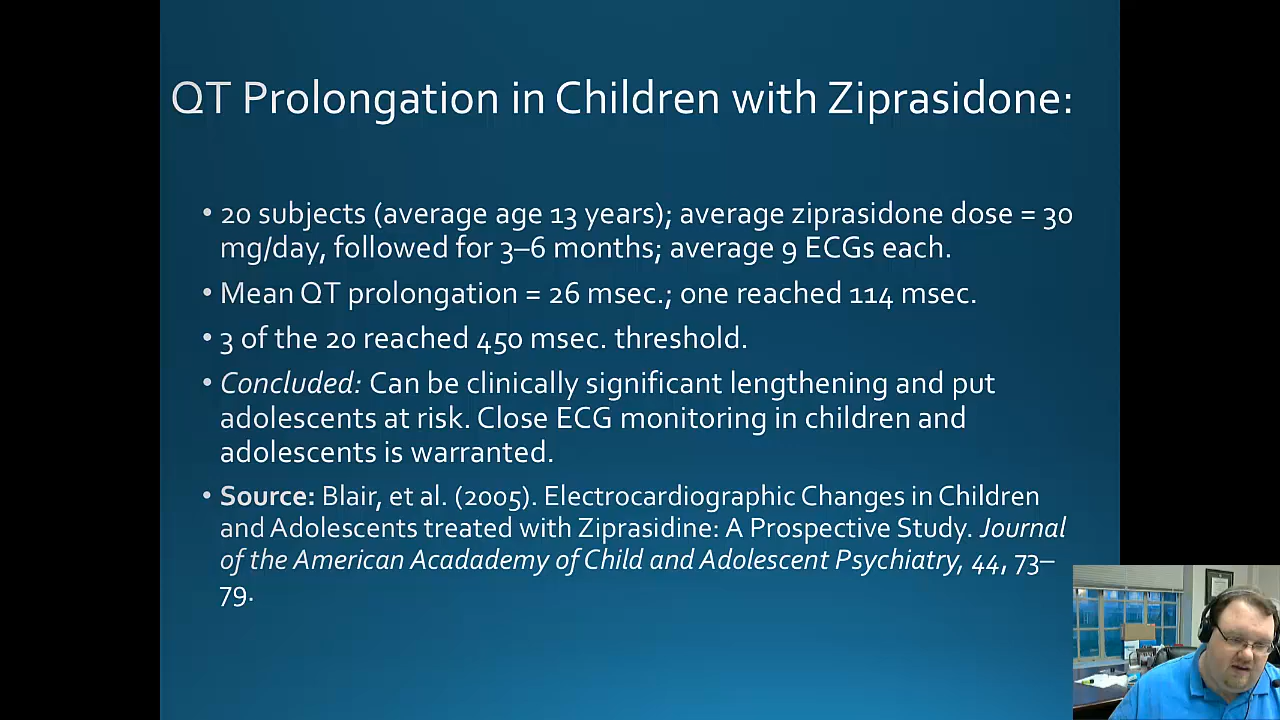 QT Prolongation in Children with Ziprasidone:
• 20 subjects (average age 13 years); average ziprasidone dose = 30
mg/day, followed for 3–6 months; average 9 ECGs each.
• Mean QT prolongation = 26 msec.; one reached 114 msec.
• 3 of the 20 reached 450 msec. threshold.
• Concluded: Can be clinically significant lengthening and put
adolescents at risk. Close ECG monitoring in children and
adolescents is warranted.
• Source: Blair, et al. (2005). Electrocardiographic Changes in Children
and Adolescents treated with Ziprasidine: A Prospective Study. Journal
of the American Acadademy of Child and Adolescent Psychiatry, 44, 73–
79.